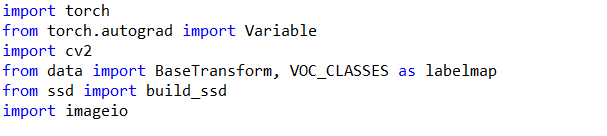 import torch
from torch.autograd import Variable
import cv2
from data import BaseTransform, VOC_CLASSES as labelmap
from ssd import build_ssd
import imageio